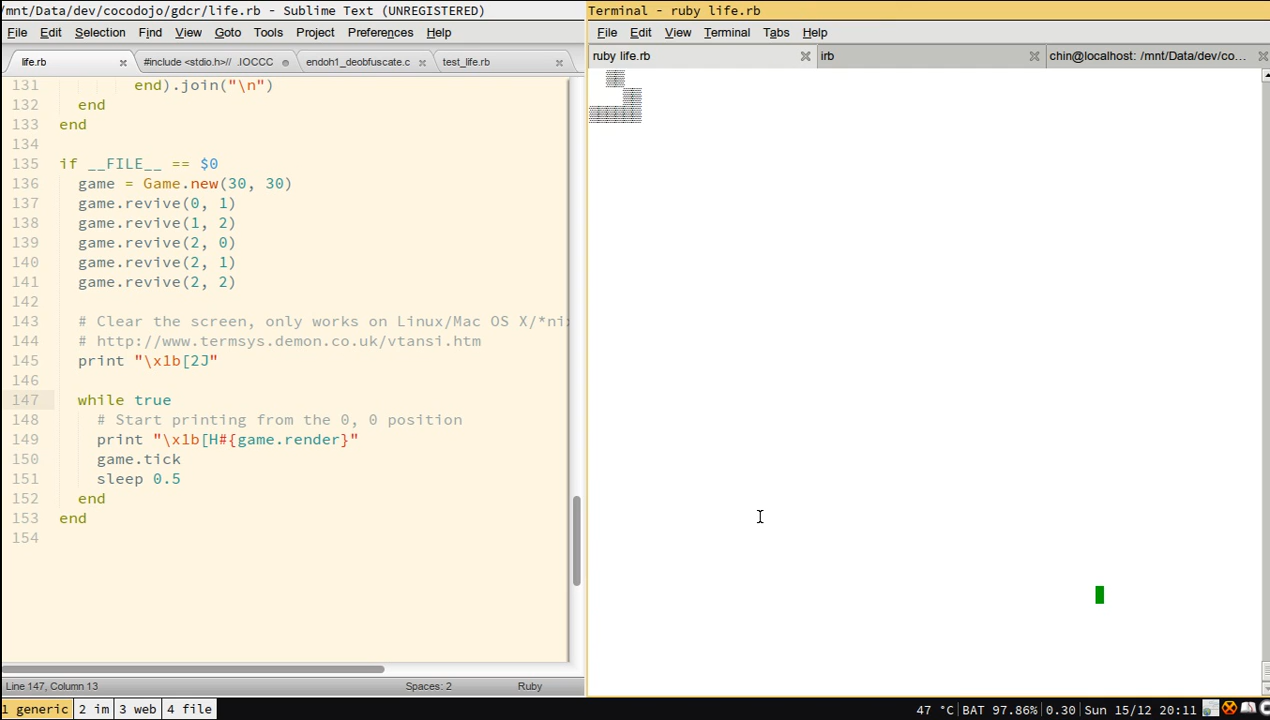 /mnt/Data/dev/cocodojo/gdcr/life.rb - Sublime Text (UNREGISTERED)
File Edit Selection Find View Goto Tools Project Preferences Help
life.rb
#include <stdio.h>// .IOCCC
endoh1_deobfuscate.c
test_life.rb
131 end).join("\n")
132 end
133 end
134
135 if __FILE__ == $0
136 game = Game.new(30, 30)
137 game.revive(0, 1)
138 game.revive(1, 2)
139 game.revive(2, 0)
140 game.revive(2, 1)
141 game.revive(2, 2)
142
143 # Clear the screen, only works on Linux/Mac OS X/*ni
144 # http://www.termsys.demon.co.uk/vtansi.htm
145 print "\x1b[2J"
146
147 while true
148 # Start printing from the 0, 0 position
149 print "\x1b[H#{game.render}"
150 game.tick
151 sleep 0.5
152 end
153 end
154
Line 147, Column 13
Spaces: 2
Ruby
Terminal - ruby life.rb
File Edit View Terminal Tabs Help
ruby life.rb
irb
chin@localhost: /mnt/Data/dev/co...
1 generic 2 im 3 web 4 file
47 °C BAT 97.86% 0.30 Sun 15/12 20:11